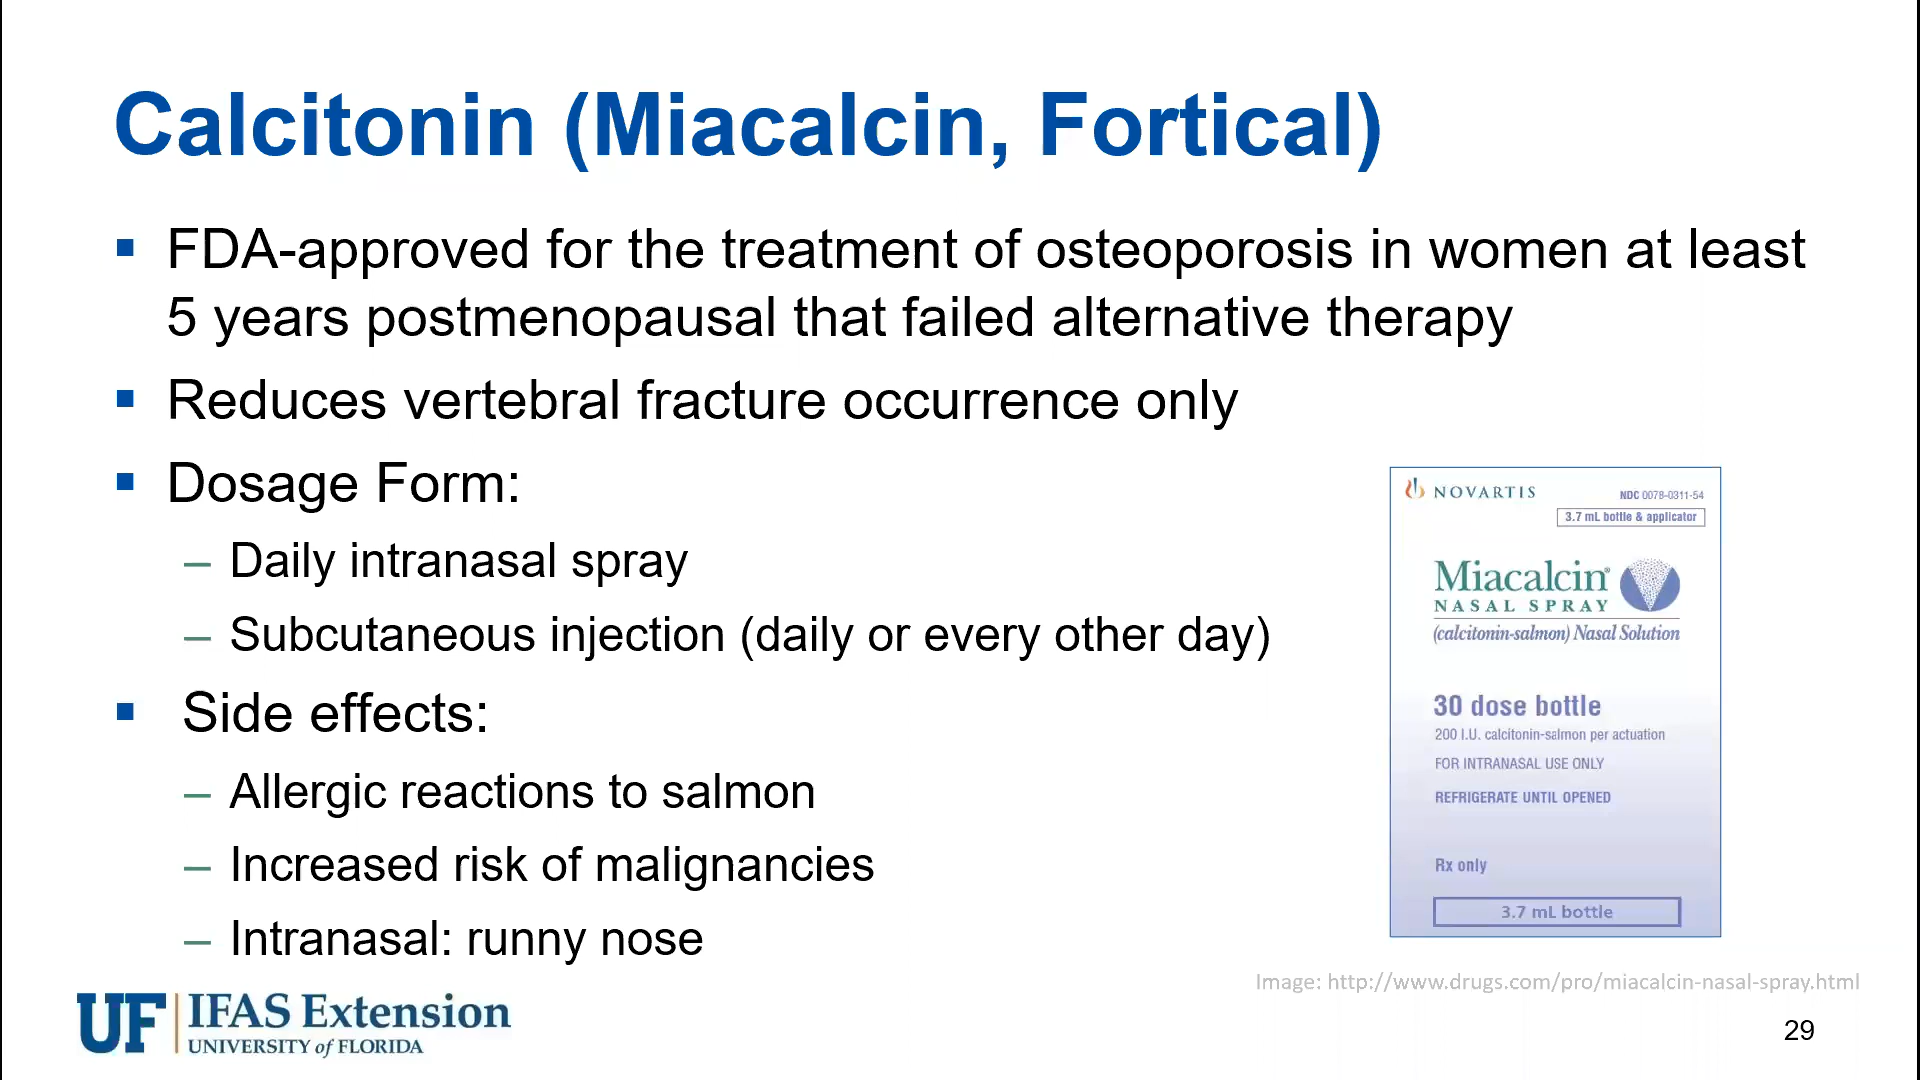 Calcitonin (Miacalcin, Fortical)
▪ FDA-approved for the treatment of osteoporosis in women at least
5 years postmenopausal that failed alternative therapy
▪ Reduces vertebral fracture occurrence only
▪ Dosage Form:
– Daily intranasal spray
– Subcutaneous injection (daily or every other day)
▪ Side effects:
– Allergic reactions to salmon
– Increased risk of malignancies
– Intranasal: runny nose
NOVARTIS
NDC 0078-0311-54
3.7 mL bottle & applicator
Miacalcin®
NASAL SPRAY
(calcitonin-salmon) Nasal Solution
30 dose bottle
200 I.U. calcitonin-salmon per actuation
FOR INTRANASAL USE ONLY
REFRIGERATE UNTIL OPENED
Rx only
3.7 mL bottle
Image: http://www.drugs.com/pro/miacalcin-nasal-spray.html
UF IFAS Extension
UNIVERSITY of FLORIDA
29